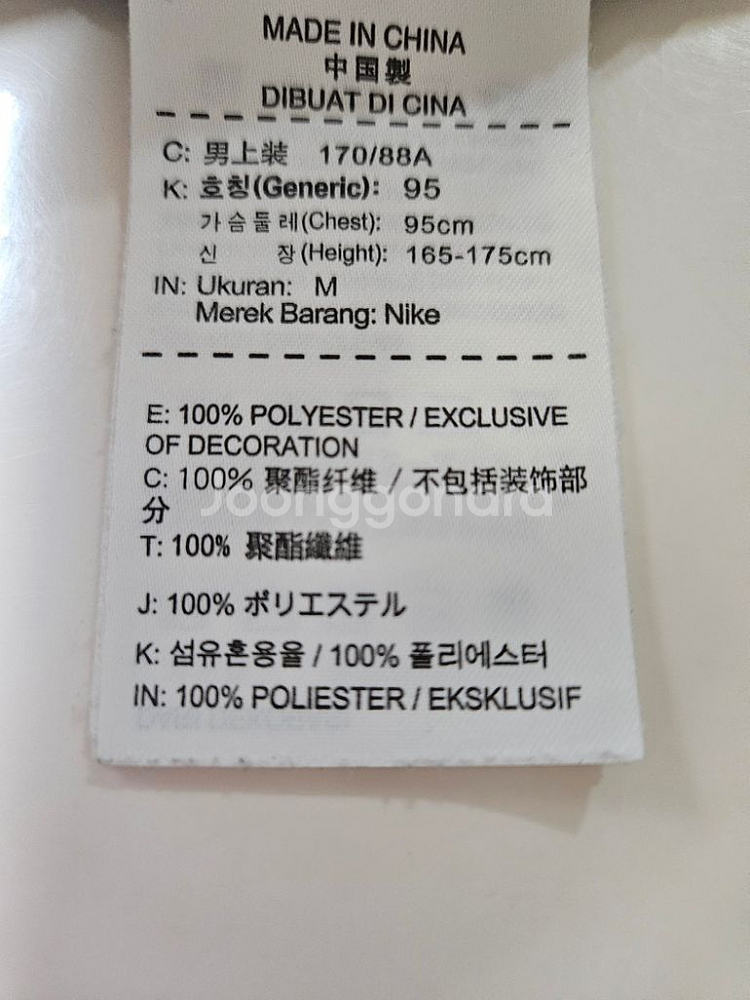 MADE IN CHINA
中国製
DIBUAT DI CINA
C: 男上装 170/88A
K: 호칭(Generic): 95
가슴둘레(Chest): 95cm
신 장(Height): 165-175cm
IN: Ukuran: M
Merek Barang: Nike
E: 100% POLYESTER / EXCLUSIVE
OF DECORATION
C: 100% 聚酯纤维 / 不包括装饰部
分
Joonggonara
T: 100% 聚酯纖維
J: 100% ポリエステル
K: 섬유혼용율 / 100% 폴리에스터
IN: 100% POLIESTER / EKSKLUSIF